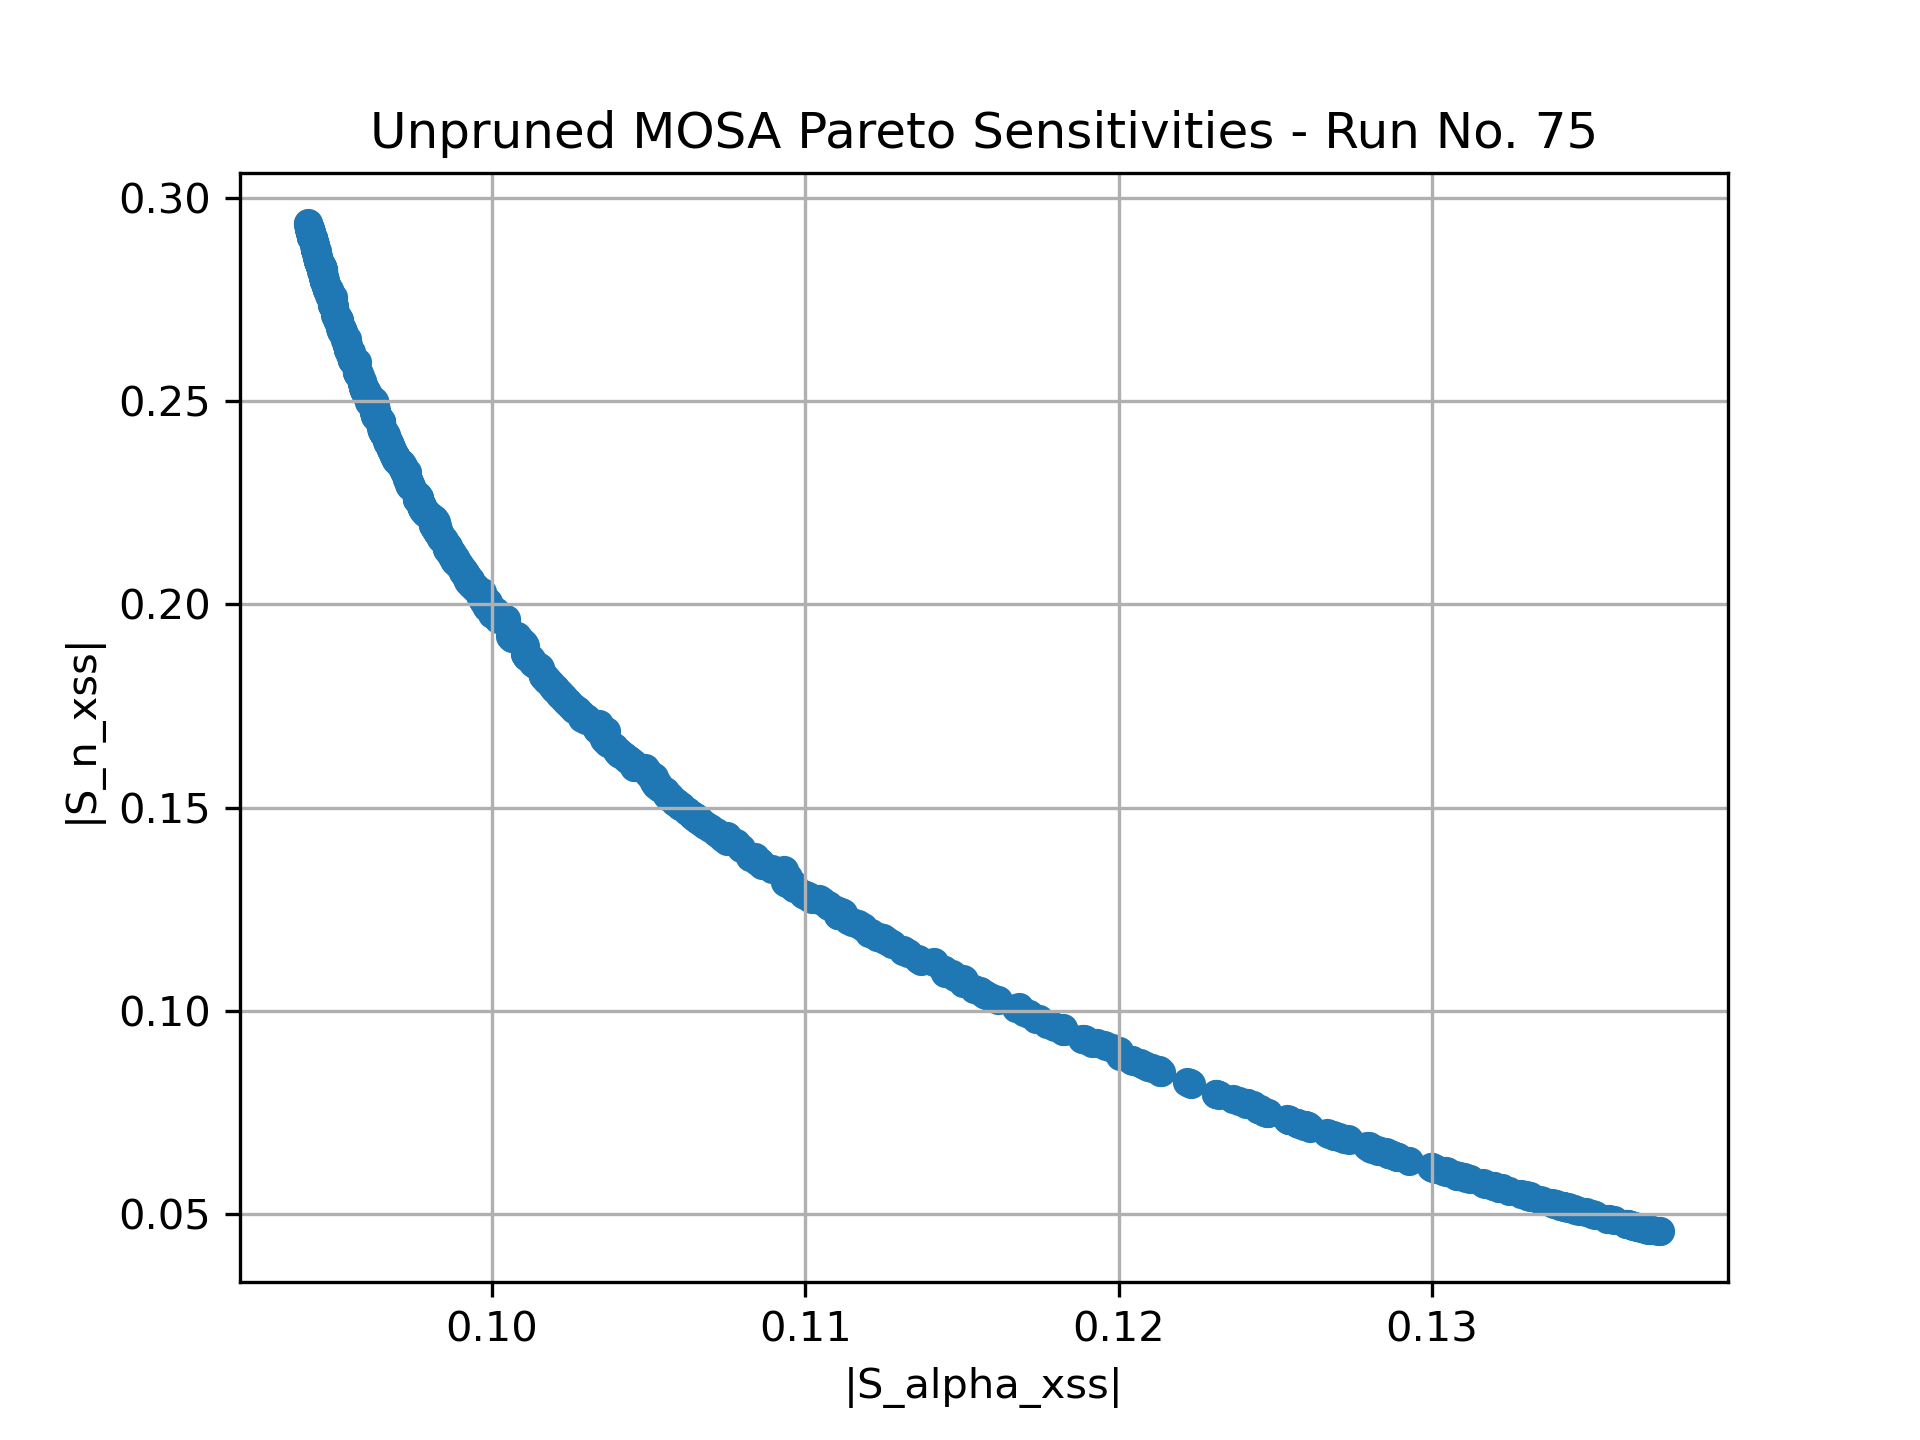 Unpruned MOSA Pareto Sensitivities - Run No. 75
0.30
0.25
0.20
0.15
0.10
0.05
|S_n_xss|
0.10 0.11 0.12 0.13
|S_alpha_xss|